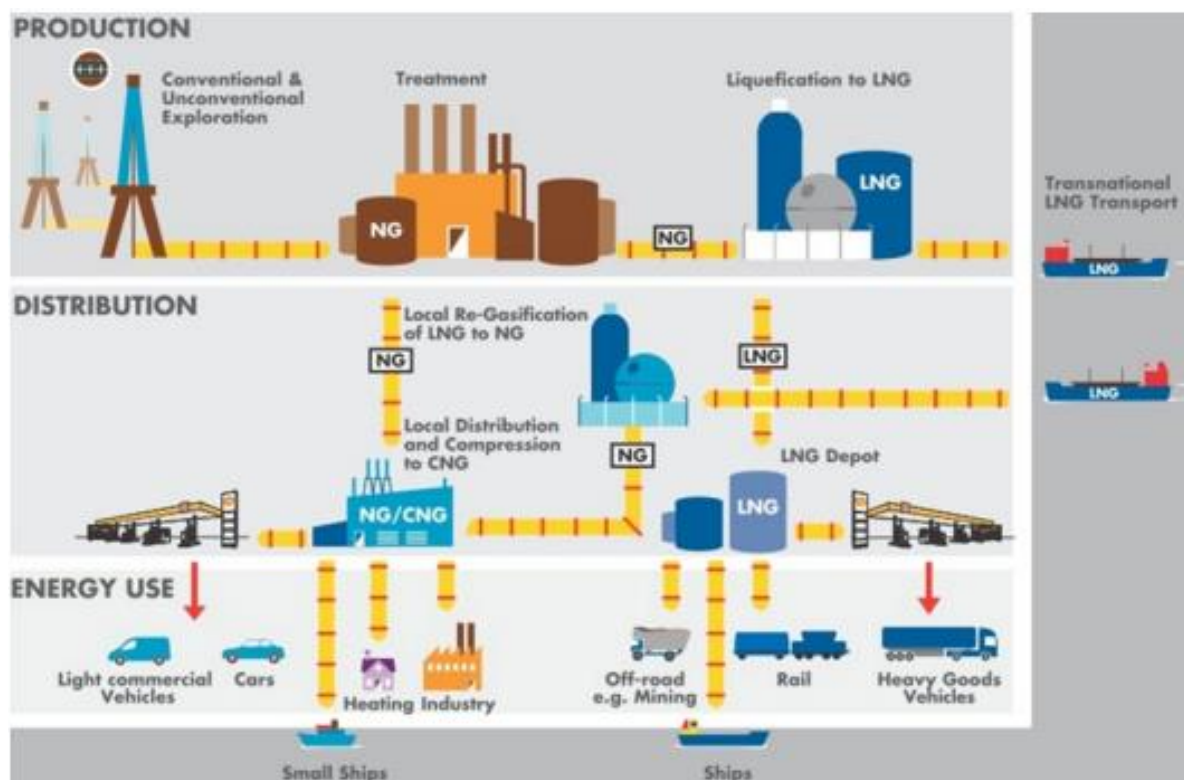 PRODUCTION
Conventional &
Unconventional
Exploration
Treatment
Liquefication to LNG
NG
NG
LNG
Transnational
LNG Transport
LNG
LNG
DISTRIBUTION
Local Re-Gasification
of LNG to NG
NG
LNG
Local Distribution
and Compression
to CNG
NG
LNG Depot
NG/CNG
LNG
ENERGY USE
Light commercial
Vehicles
Cars
Heating
Industry
Off-road
e.g. Mining
Rail
Heavy Goods
Vehicles
Small Ships
Ships